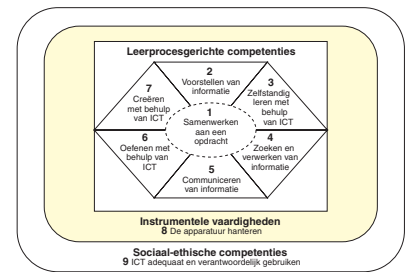 Leerprocesgerichte competenties
1
Samenwerken
aan een
opdracht
2
Voorstellen van
informatie
3
Zelfstandig
leren met
behulp
van ICT
4
Zoeken en
verwerken van
informatie
5
Communiceren
van informatie
6
Oefenen met
behulp van
ICT
7
Creëren
met behulp
van ICT
Instrumentele vaardigheden
8 De apparatuur hanteren
Sociaal-ethische competenties
9 ICT adequaat en verantwoordelijk gebruiken